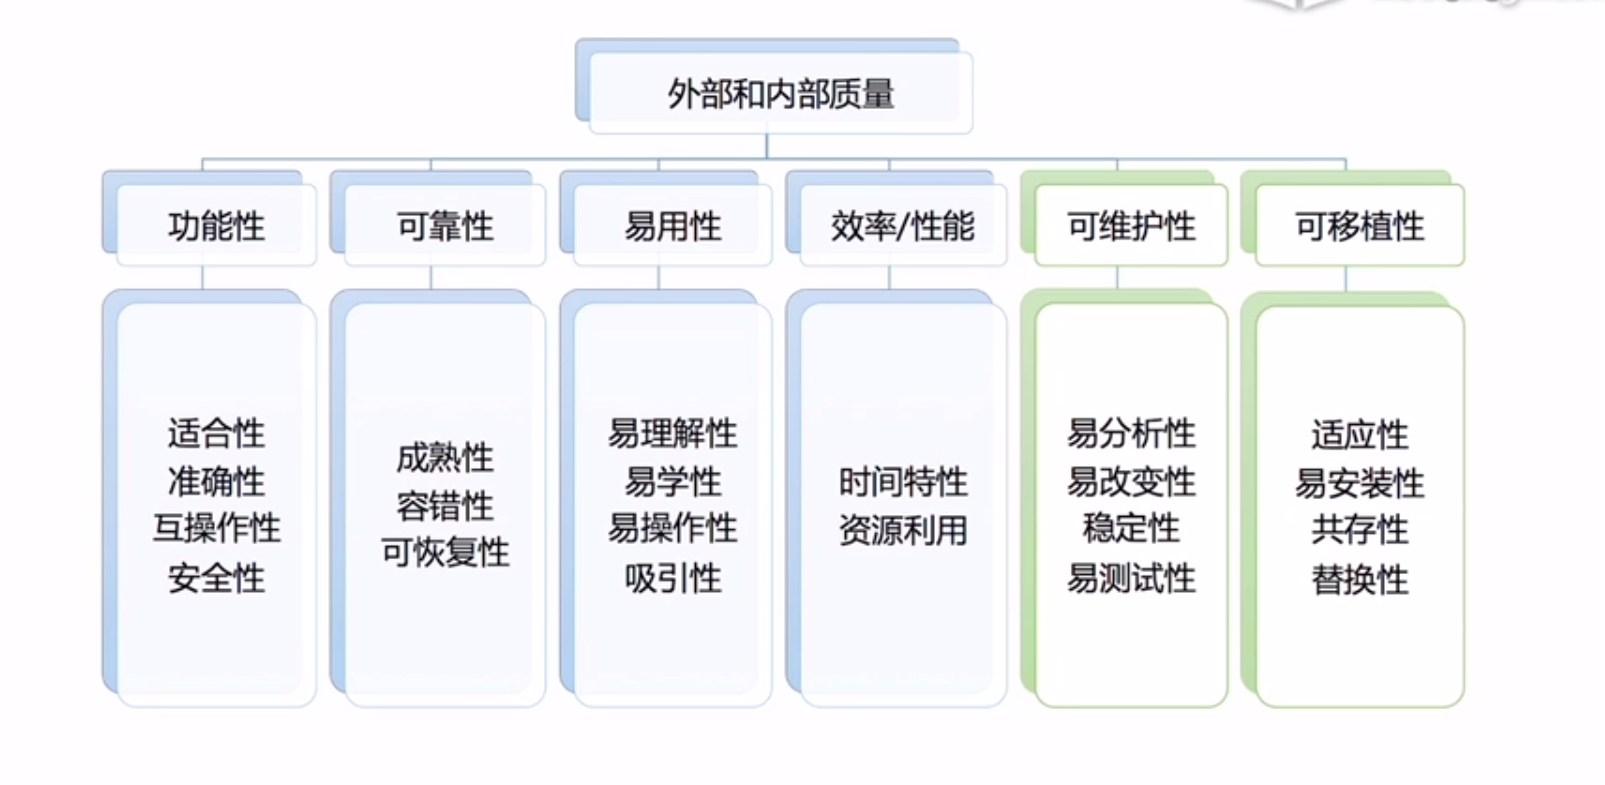 外部和内部质量
功能性
可靠性
易用性
效率/性能
可维护性
可移植性
适合性
准确性
互操作性
安全性
成熟性
容错性
可恢复性
易理解性
易学性
易操作性
吸引性
时间特性
资源利用
易分析性
易改变性
稳定性
易测试性
适应性
易安装性
共存性
替换性